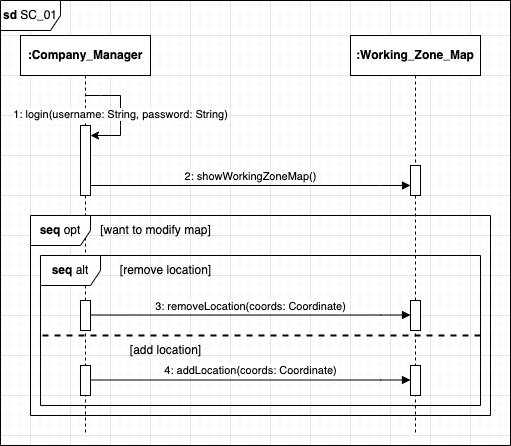 sd SC_01
:Company_Manager
:Working_Zone_Map
1: login(username: String, password: String)
2: showWorkingZoneMap()
seq opt [want to modify map]
seq alt [remove location]
3: removeLocation(coords: Coordinate)
[add location]
4: addLocation(coords: Coordinate)